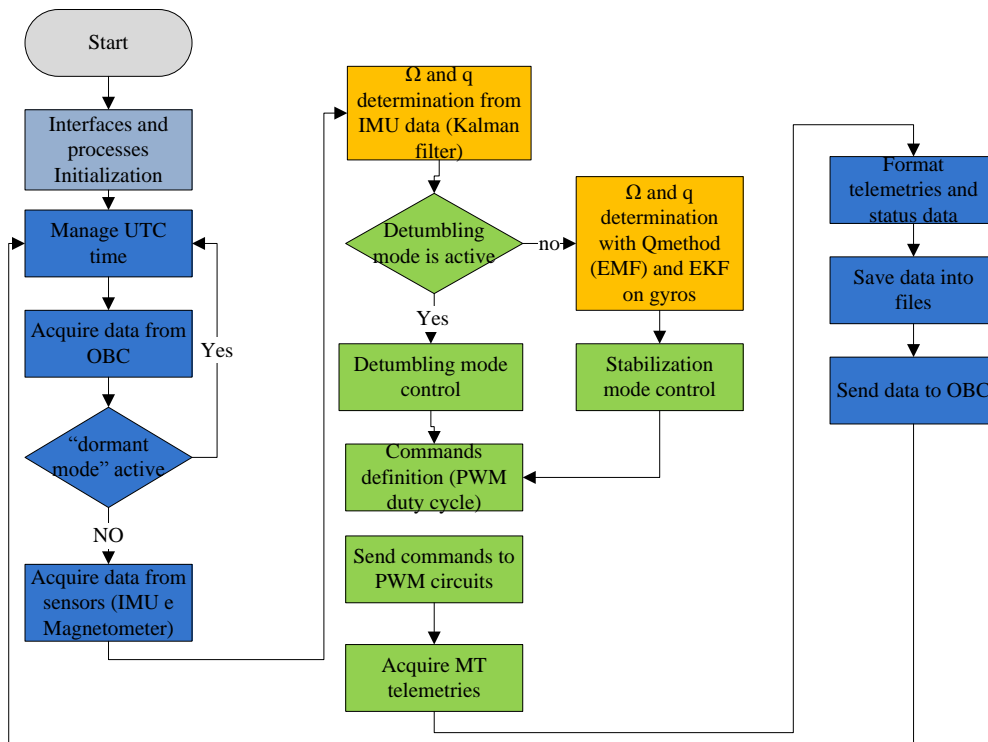 Start
Interfaces and
processes
Initialization
Manage UTC
time
Acquire data from
OBC
Yes
“dormant
mode” active
NO
Acquire data from
sensors (IMU e
Magnetometer)
Ω and q
determination from
IMU data (Kalman
filter)
Detumbling
mode is active
no
Yes
Ω and q
determination
with Qmethod
(EMF) and EKF
on gyros
Detumbling mode
control
Stabilization
mode control
Commands
definition (PWM
duty cycle)
Send commands to
PWM circuits
Acquire MT
telemetries
Format
telemetries and
status data
Save data into
files
Send data to OBC